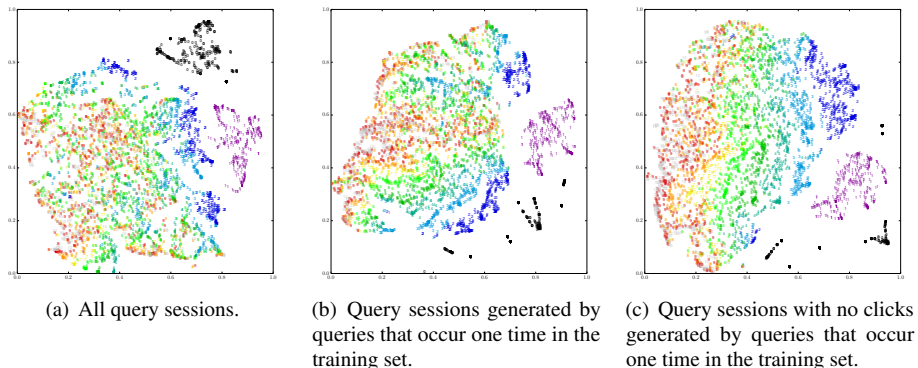 1.0
0.8
0.6
0.4
0.2
0.0
0.0 0.2 0.4 0.6 0.8 1.0
1.0
0.8
0.6
0.4
0.2
0.0
0.0 0.2 0.4 0.6 0.8 1.0
1.0
0.8
0.6
0.4
0.2
0.0
0.0 0.2 0.4 0.6 0.8 1.0
(a) All query sessions.
(b) Query sessions generated by
queries that occur one time in the
training set.
(c) Query sessions with no clicks
generated by queries that occur
one time in the training set.